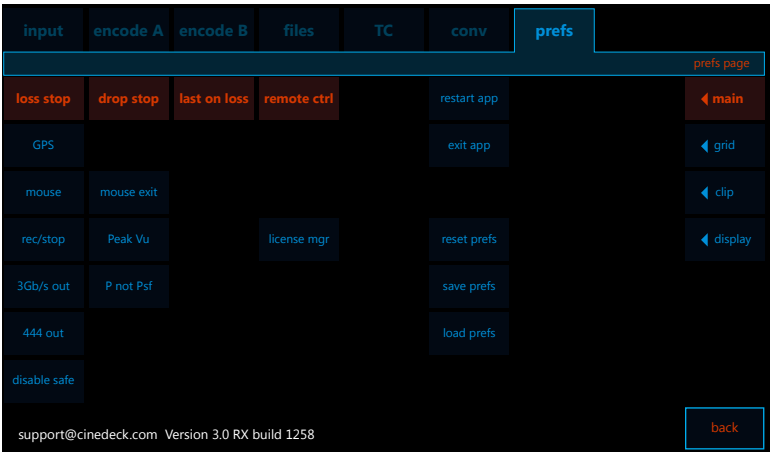 input encode A encode B files TC conv prefs
prefs page
loss stop drop stop last on loss remote ctrl restart app main
GPS exit app grid
mouse mouse exit clip
rec/stop Peak Vu license mgr reset prefs display
3Gb/s out P not Psf save prefs
444 out load prefs
disable safe
back
support@cinedeck.com Version 3.0 RX build 1258